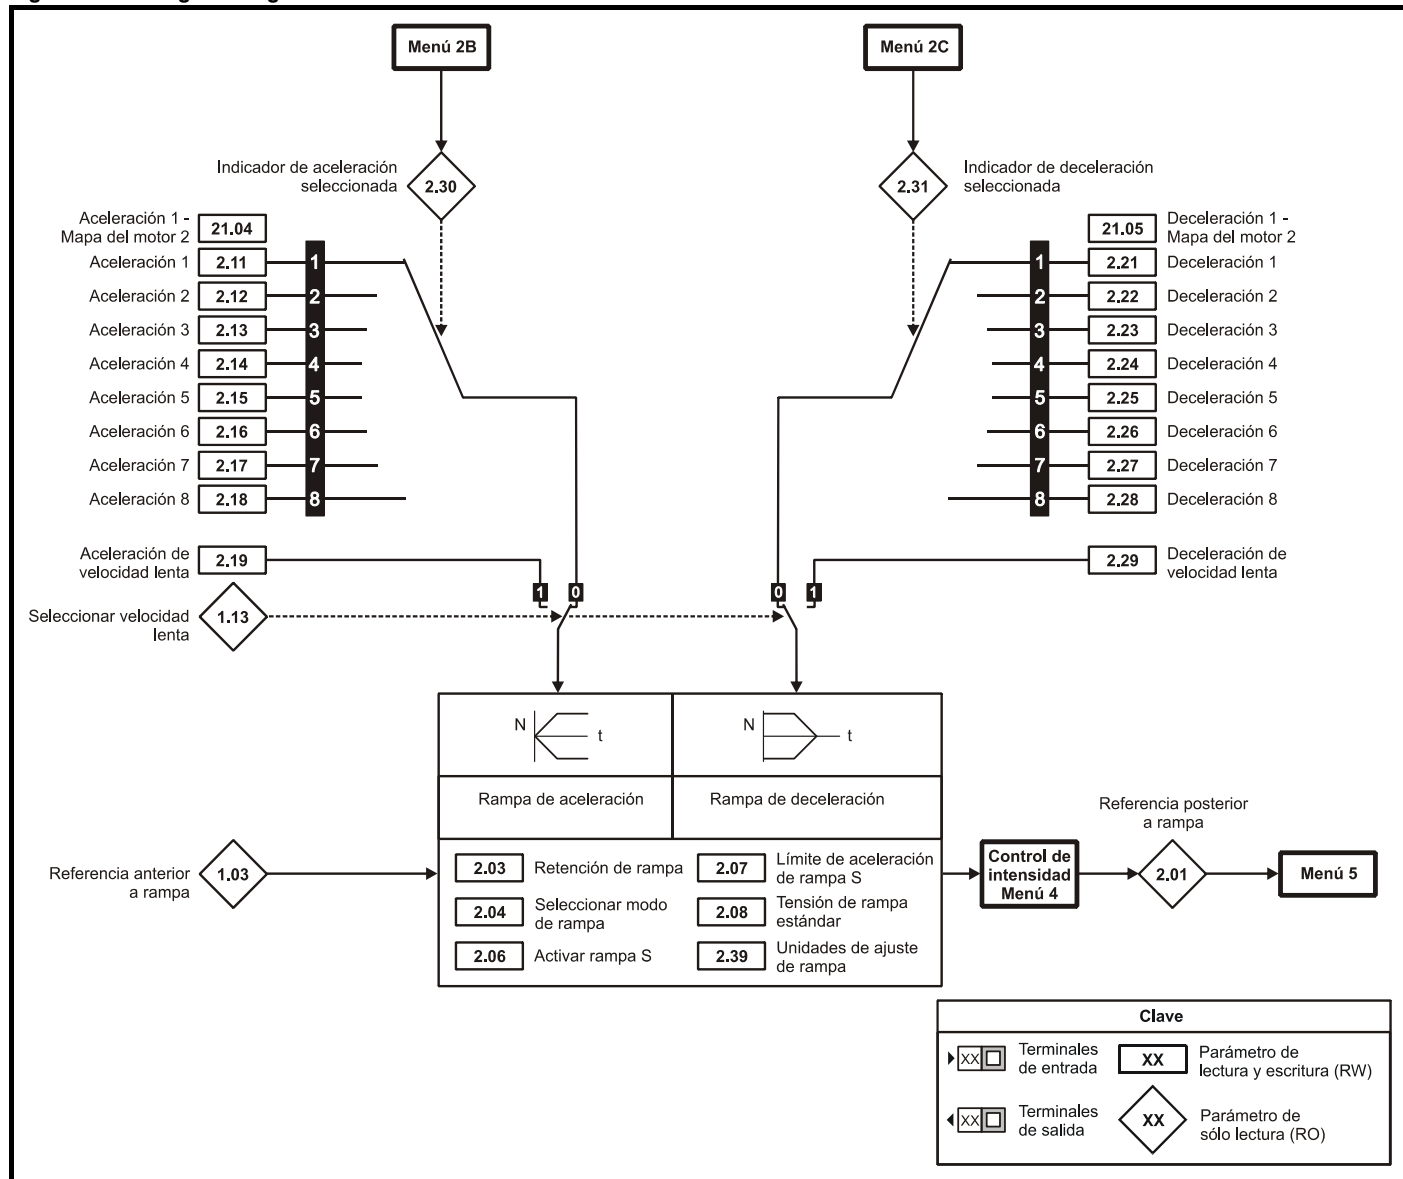 Menú 2B
Menú 2C
Indicador de aceleración
seleccionada
2.30
2.31
Indicador de deceleración
seleccionada
Aceleración 1 -
Mapa del motor 2
21.04
Aceleración 1
2.11
1
Aceleración 2
2.12
2
Aceleración 3
2.13
3
Aceleración 4
2.14
4
Aceleración 5
2.15
5
Aceleración 6
2.16
6
Aceleración 7
2.17
7
Aceleración 8
2.18
8
21.05
Deceleración 1 -
Mapa del motor 2
1
2.21
Deceleración 1
2
2.22
Deceleración 2
3
2.23
Deceleración 3
4
2.24
Deceleración 4
5
2.25
Deceleración 5
6
2.26
Deceleración 6
7
2.27
Deceleración 7
8
2.28
Deceleración 8
Aceleración de
velocidad lenta
2.19
1
0
0
1
2.29
Deceleración de
velocidad lenta
Seleccionar velocidad
lenta
1.13
N
t
N
t
Rampa de aceleración
Rampa de deceleración
Referencia anterior
a rampa
1.03
2.03
Retención de rampa
2.07
Límite de aceleración
de rampa S
2.04
Seleccionar modo
de rampa
2.08
Tensión de rampa
estándar
2.06
Activar rampa S
2.39
Unidades de ajuste
de rampa
Control de
intensidad
Menú 4
Referencia posterior
a rampa
2.01
Menú 5
Clave
XX
Terminales
de entrada
XX
Parámetro de
lectura y escritura (RW)
XX
Terminales
de salida
XX
Parámetro de
sólo lectura (RO)